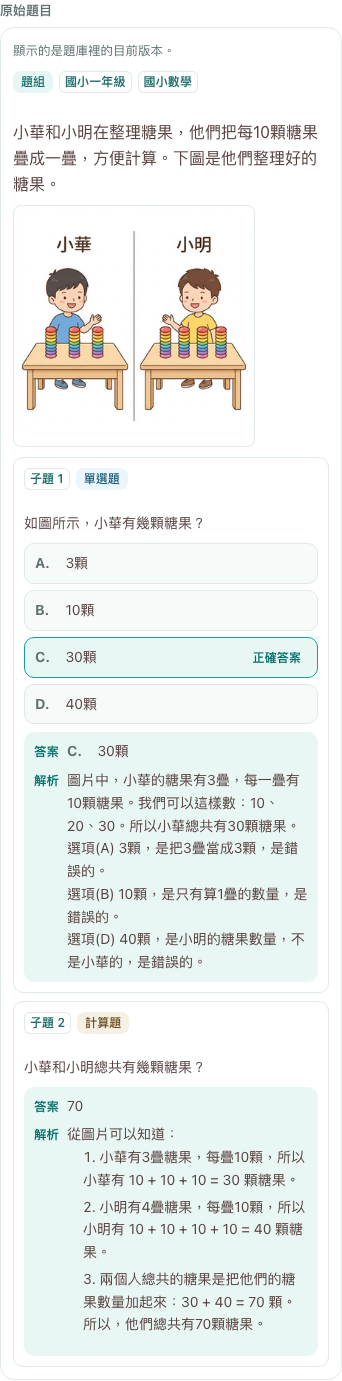 原始題目
顯示的是題庫裡的目前版本。
題組 國小一年級 國小數學
小華和小明在整理糖果，他們把每10顆糖果
疊成一疊，方便計算。下圖是他們整理好的
糖果。
小華 小明
子題 1 單選題
如圖所示，小華有幾顆糖果？
A. 3顆
B. 10顆
C. 30顆 正確答案
D. 40顆
答案 C. 30顆
解析 圖片中，小華的糖果有3疊，每一疊有
10顆糖果。我們可以這樣數：10、
20、30。所以小華總共有30顆糖果。
選項(A) 3顆，是把3疊當成3顆，是錯
誤的。
選項(B) 10顆，是只有算1疊的數量，是
錯誤的。
選項(D) 40顆，是小明的糖果數量，不
是小華的，是錯誤的。
子題 2 計算題
小華和小明總共有幾顆糖果？
答案 70
解析 從圖片可以知道：
1. 小華有3疊糖果，每疊10顆，所以
小華有 10 + 10 + 10 = 30 顆糖果。
2. 小明有4疊糖果，每疊10顆，所以
小明有 10 + 10 + 10 + 10 = 40 顆糖
果。
3. 兩個人總共的糖果是把他們的糖
果數量加起來：30 + 40 = 70 顆。
所以，他們總共有70顆糖果。